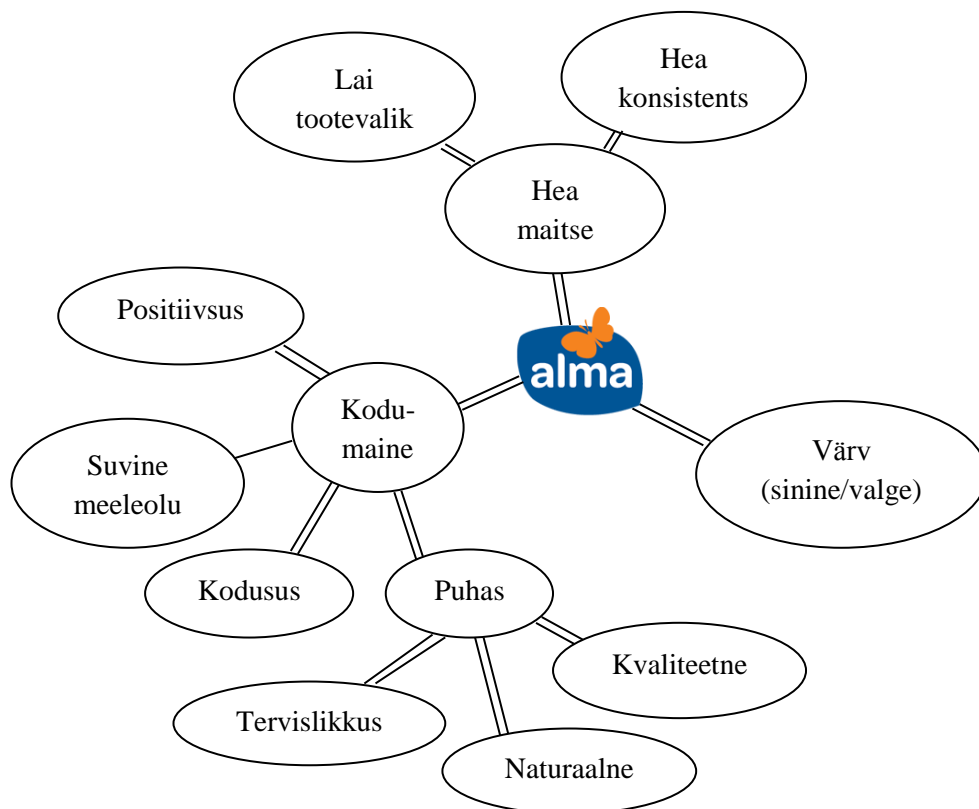 Lai
tootevalik
Hea
konsistents
Hea
maitse
Positiivsus
alma
Kodu-
maine
Värv
(sinine/valge)
Suvine
meeleolu
Kodusus
Puhas
Kvaliteetne
Tervislikkus
Naturaalne